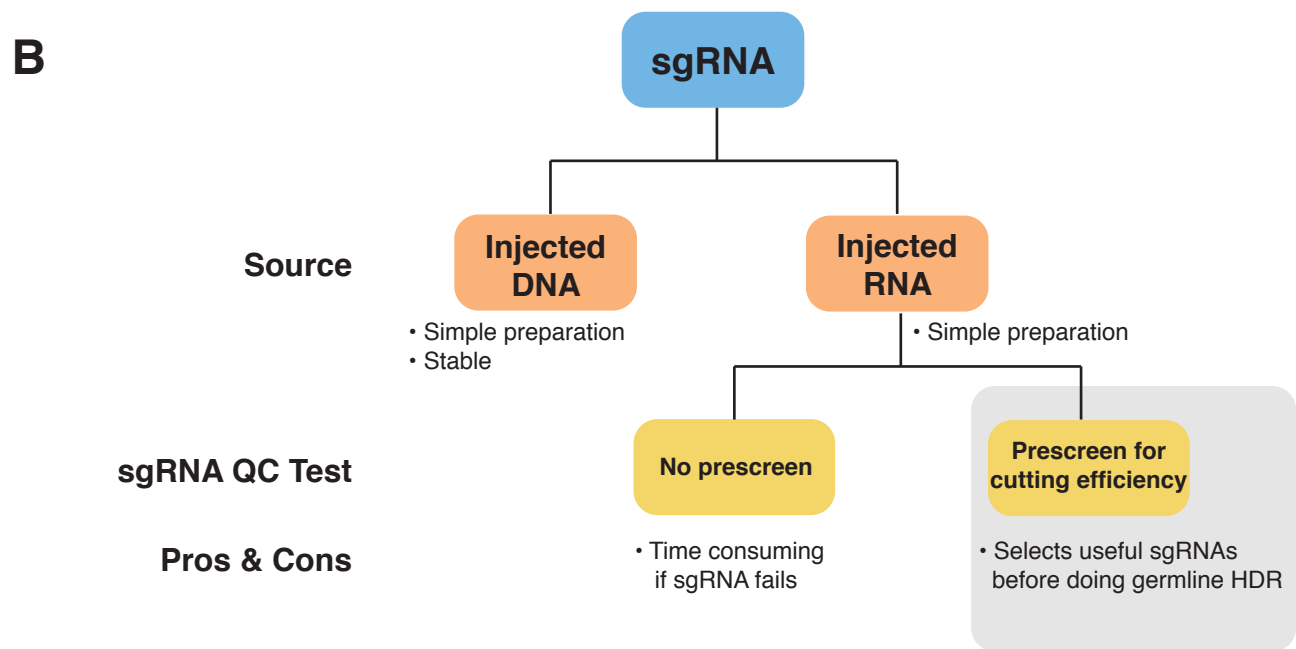 B
sgRNA
Source
Injected
DNA
Injected
RNA
• Simple preparation
• Stable
• Simple preparation
sgRNA QC Test
No prescreen
Prescreen for
cutting efficiency
Pros & Cons
• Time consuming
if sgRNA fails
• Selects useful sgRNAs
before doing germline HDR